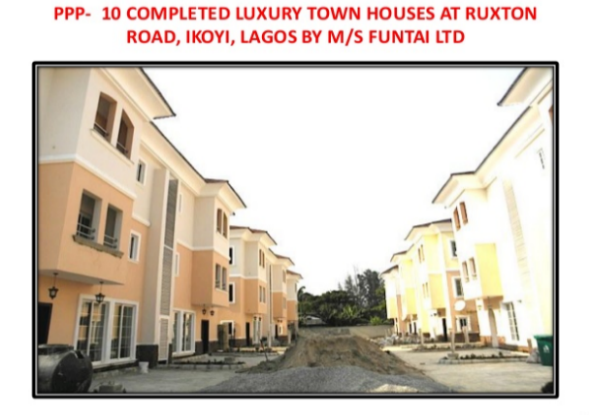 PPP- 10 COMPLETED LUXURY TOWN HOUSES AT RUXTON
ROAD, IKOYI, LAGOS BY M/S FUNTAI LTD